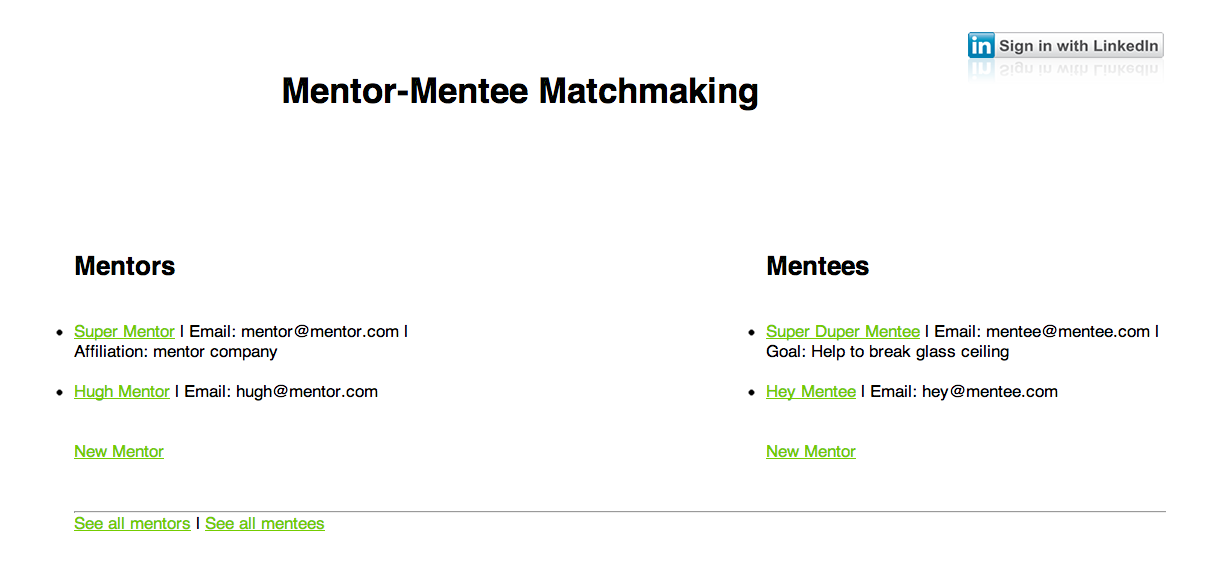 in Sign in with LinkedIn
Mentor-Mentee Matchmaking
Mentors
Super Mentor | Email: mentor@mentor.com |
Affiliation: mentor company
Hugh Mentor | Email: hugh@mentor.com
New Mentor
Mentees
Super Duper Mentee | Email: mentee@mentee.com |
Goal: Help to break glass ceiling
Hey Mentee | Email: hey@mentee.com
New Mentor
See all mentors | See all mentees